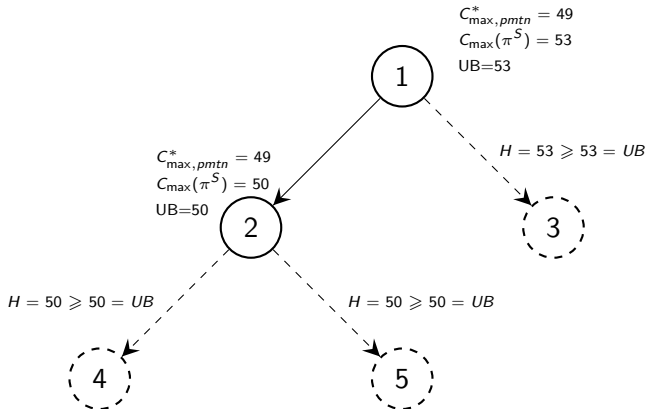 C*max,pmtn = 49
Cmax(π^S) = 53
UB=53
1
H = 53 ⩾ 53 = UB
C*max,pmtn = 49
Cmax(π^S) = 50
UB=50
2
3
H = 50 ⩾ 50 = UB
H = 50 ⩾ 50 = UB
4
5